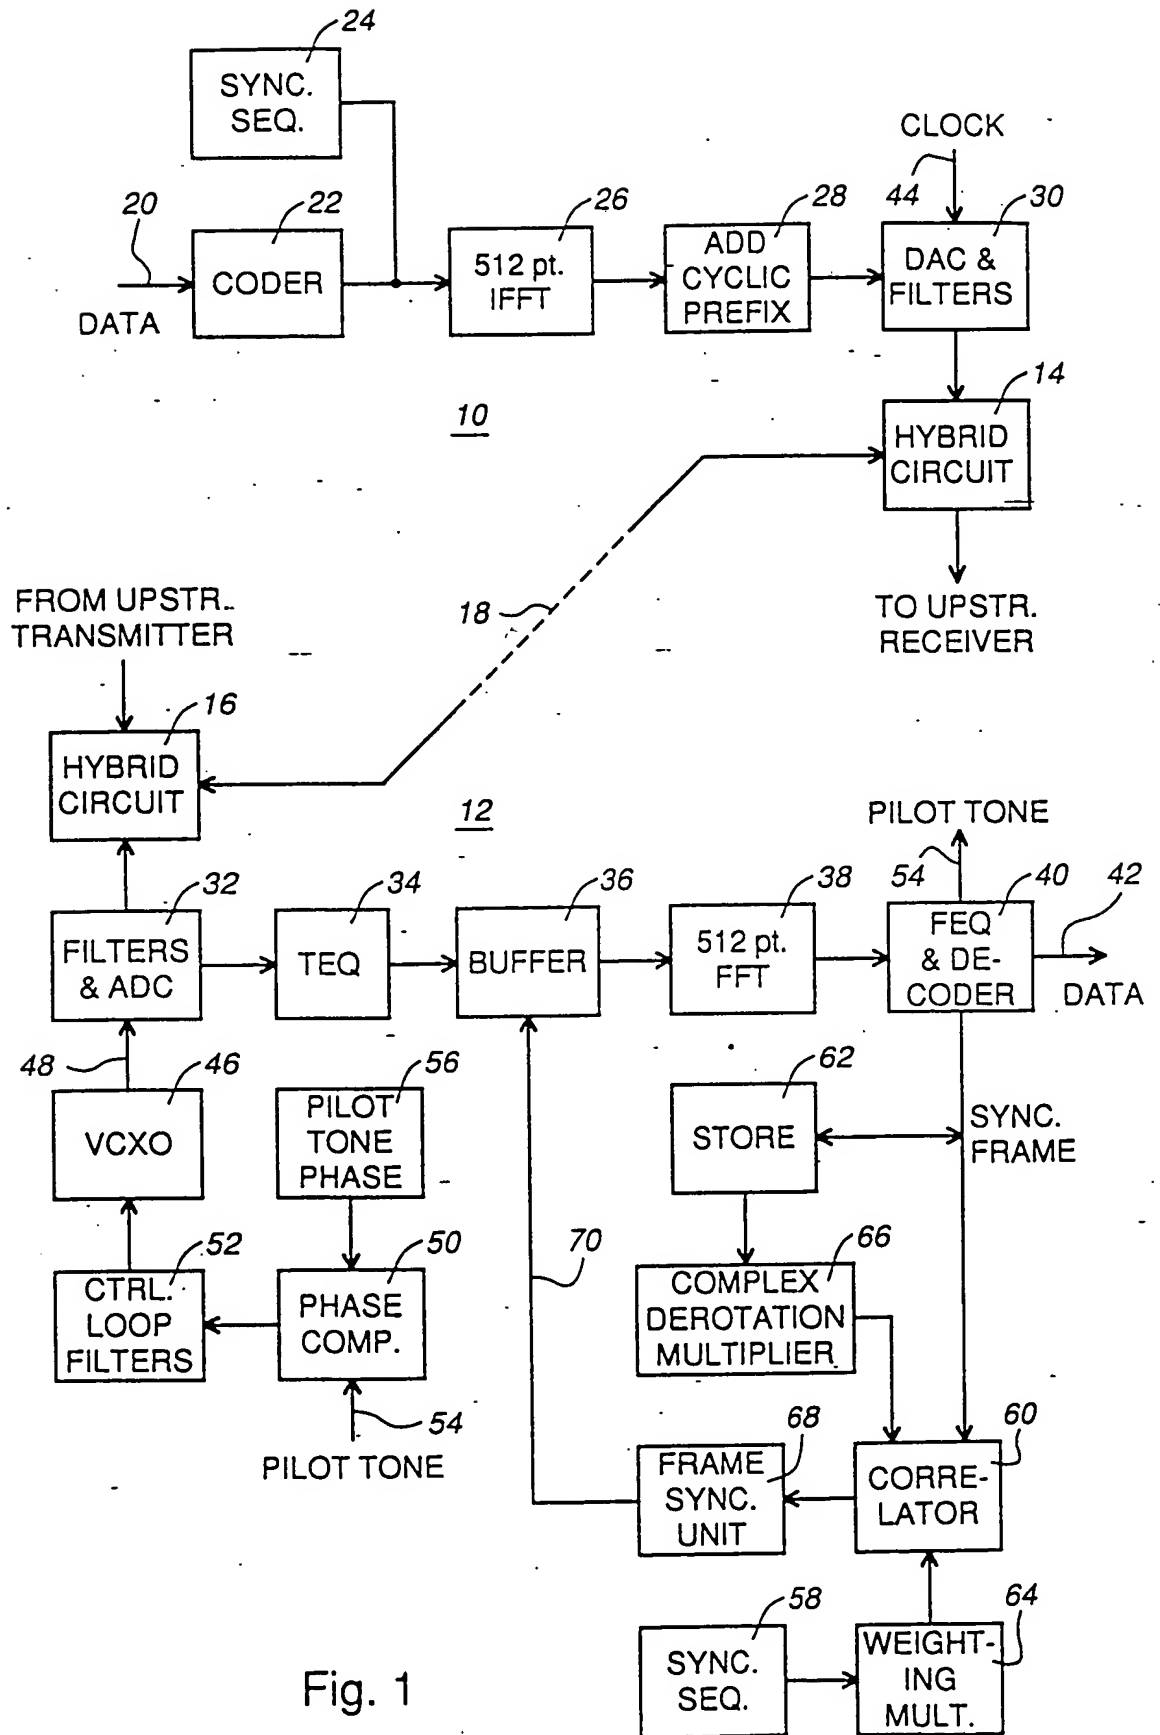 24
SYNC.
SEQ.
CLOCK
44
20
22
26
28
30
DATA
CODER
512 pt.
IFFT
ADD
CYCLIC
PREFIX
DAC &
FILTERS
14
10
HYBRID
CIRCUIT
FROM UPSTR.
TRANSMITTER
18
TO UPSTR.
RECEIVER
16
HYBRID
CIRCUIT
12
PILOT TONE
54
32
34
36
38
40
42
FILTERS
& ADC
TEQ
BUFFER
512 pt.
FFT
FEQ
& DE-
CODER
DATA
48
46
56
62
VCXO
PILOT
TONE
PHASE
STORE
SYNC.
FRAME
52
50
70
66
CTRL.
LOOP
FILTERS
PHASE
COMP.
COMPLEX
DEROTATION
MULTIPLIER
54
PILOT TONE
68
60
FRAME
SYNC.
UNIT
CORRE-
LATOR
58
64
SYNC.
SEQ.
WEIGHT-
ING
MULT.
Fig. 1